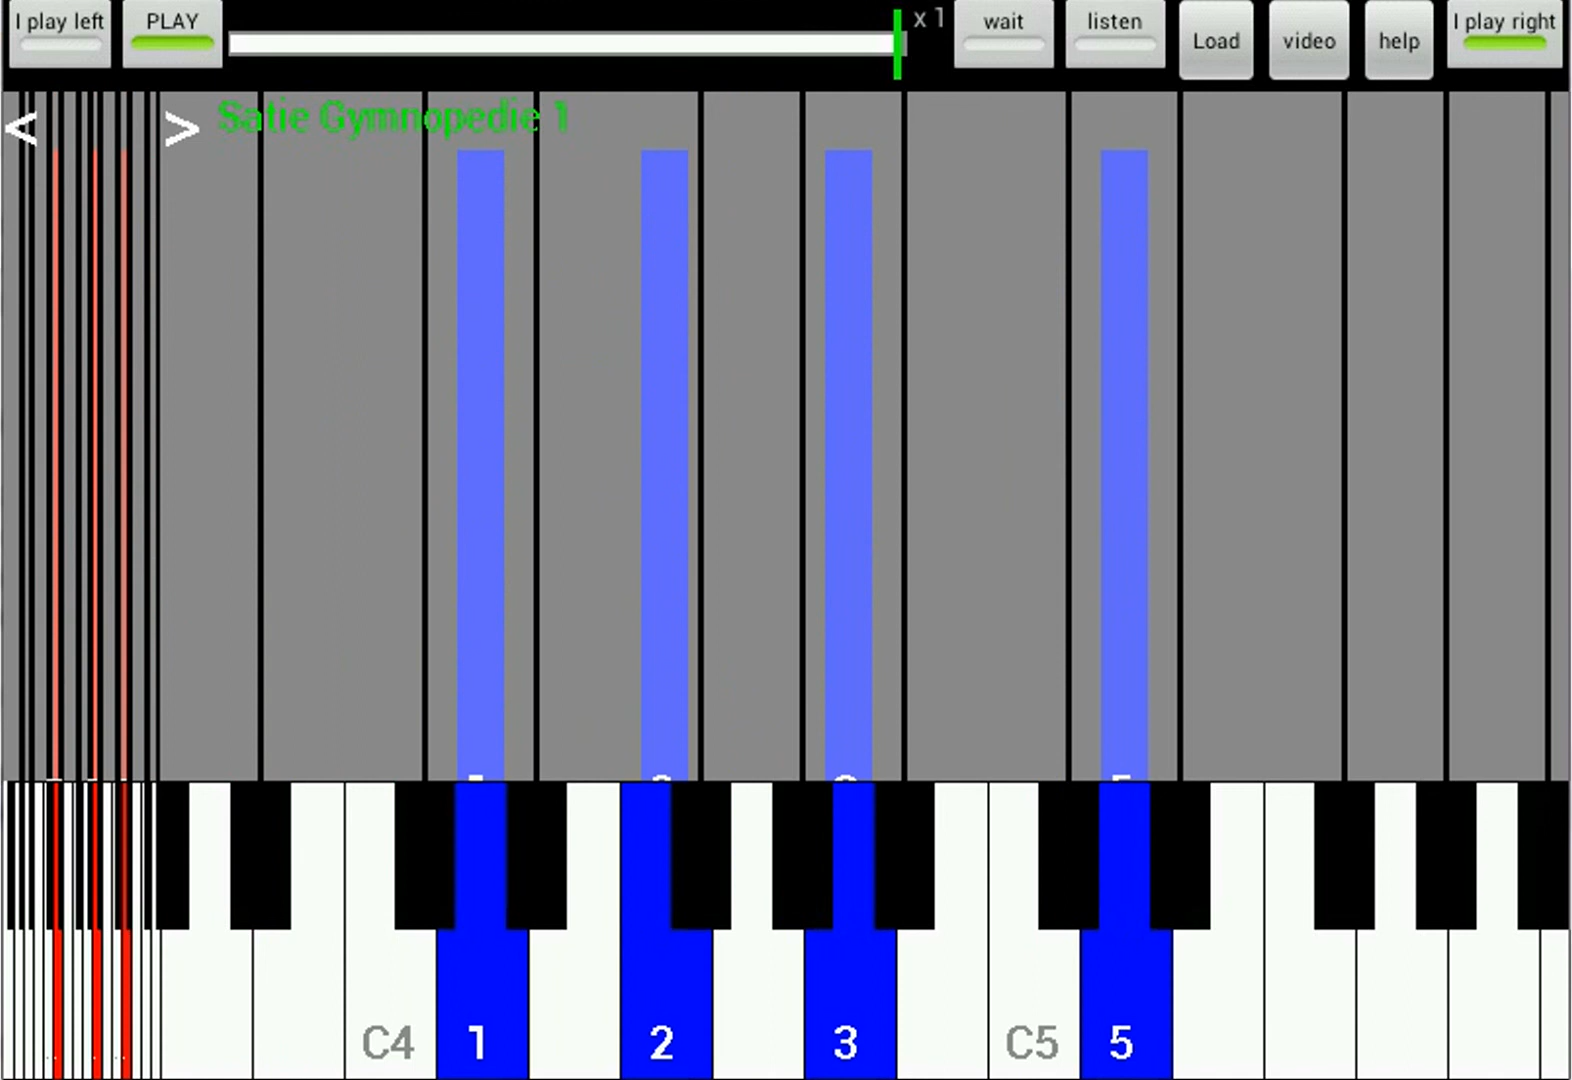 I play left PLAY x 1 wait listen Load video help I play right
< > Satie Gymnopedie 1
C4 1 2 3 C5 5